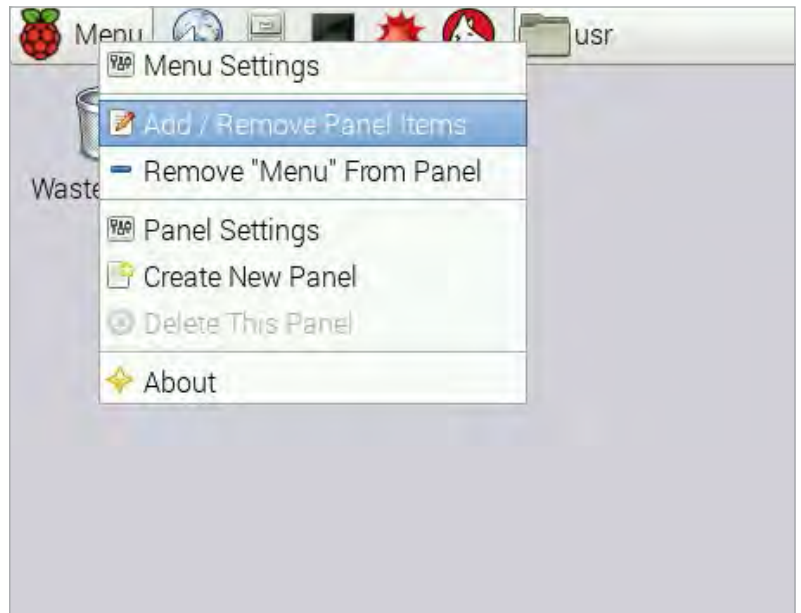 Menu
usr
Menu Settings
Add / Remove Panel Items
Remove "Menu" From Panel
Waste
Panel Settings
Create New Panel
Delete This Panel
About